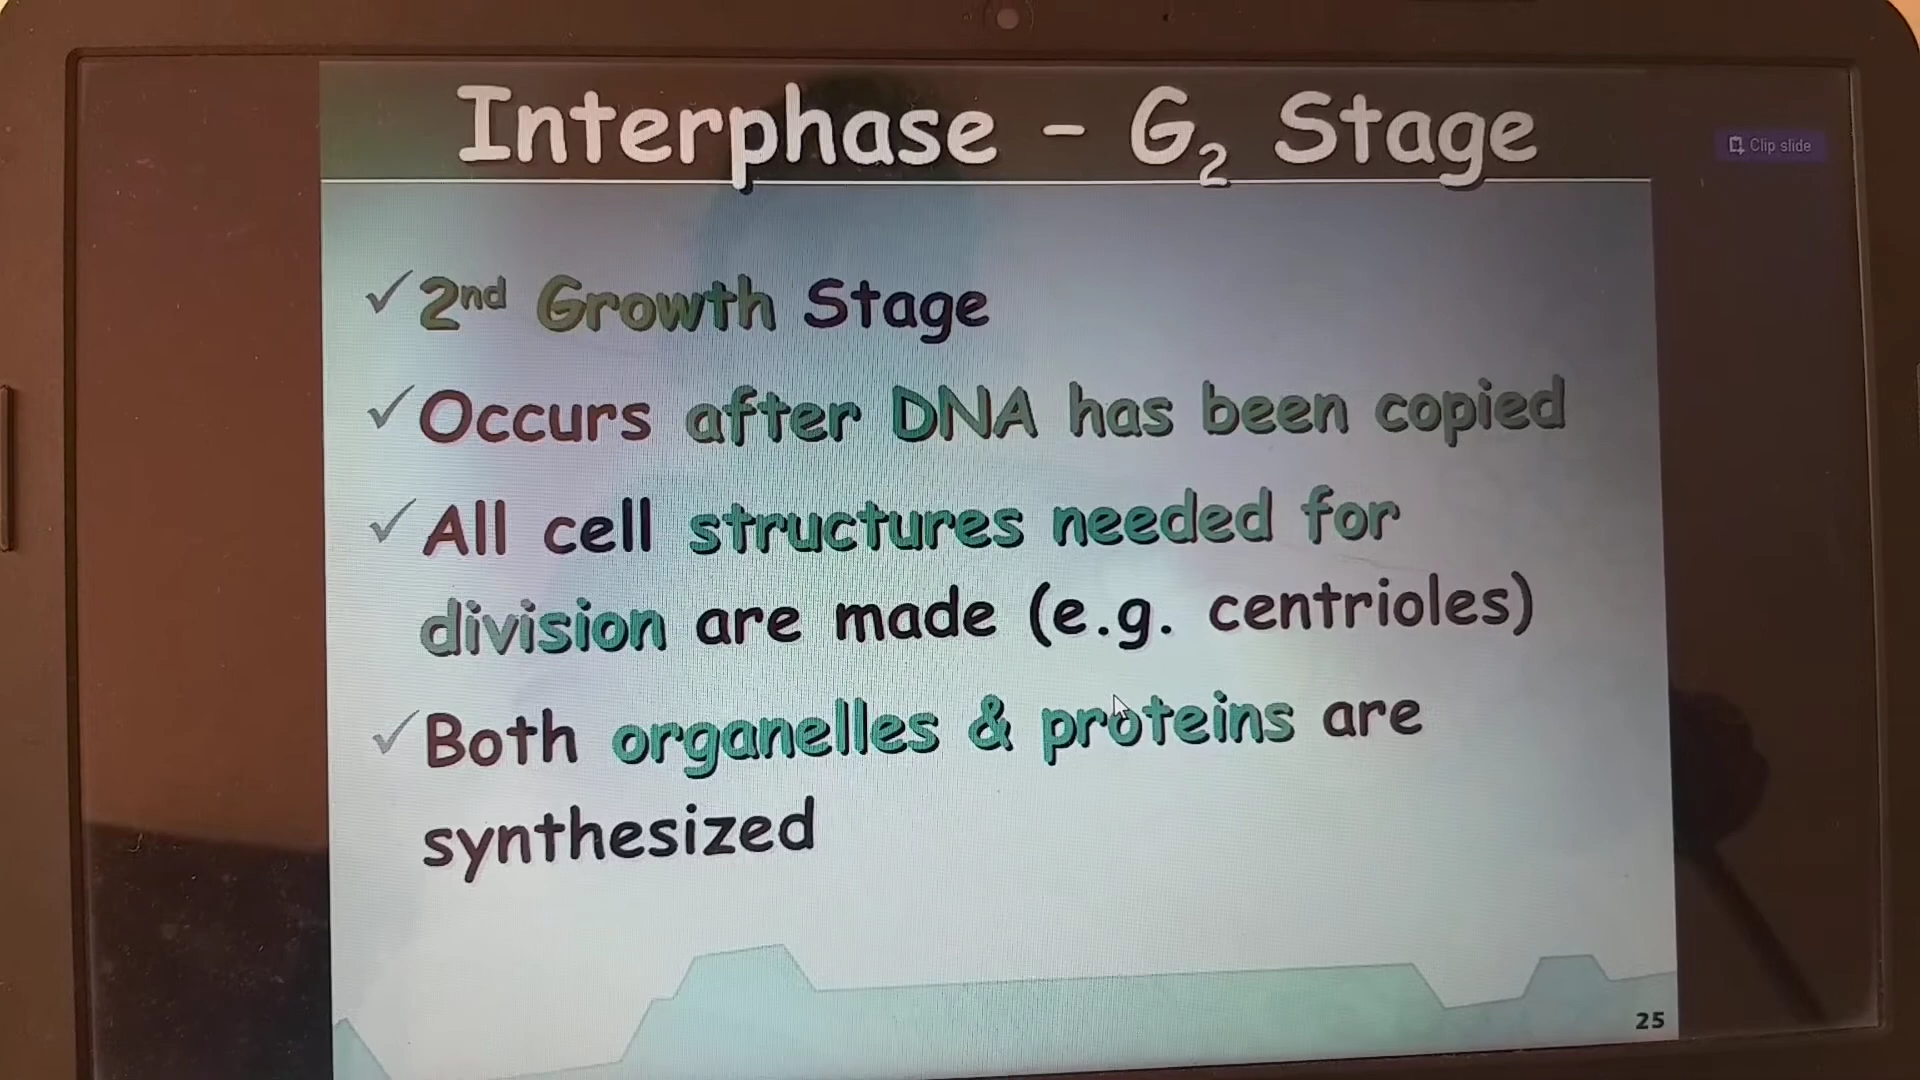 Interphase - G₂ Stage
Clip slide
✓2nd Growth Stage
✓Occurs after DNA has been copied
✓All cell structures needed for
division are made (e.g. centrioles)
✓Both organelles & proteins are
synthesized
25